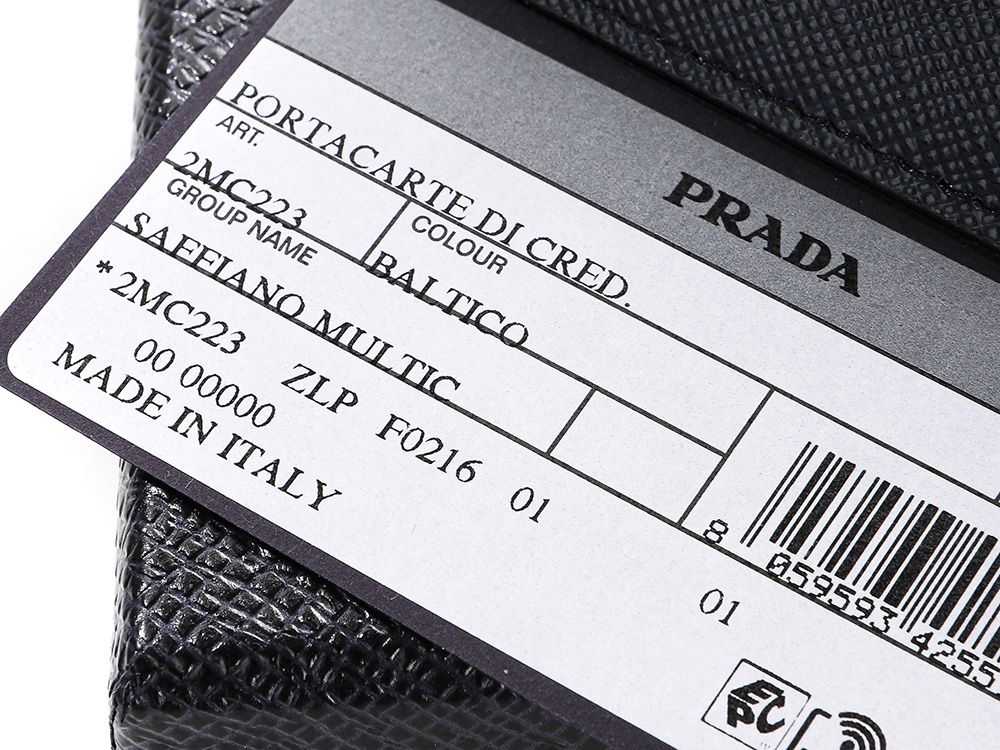 PRADA
PORTACARTE DI CRED.
ART.
2MC223
COLOUR
BALTICO
GROUP NAME
SAFFIANO MULTIC
* 2MC223 ZLP F0216 01
00 00000
MADE IN ITALY
8 059593 4255
01
EPC